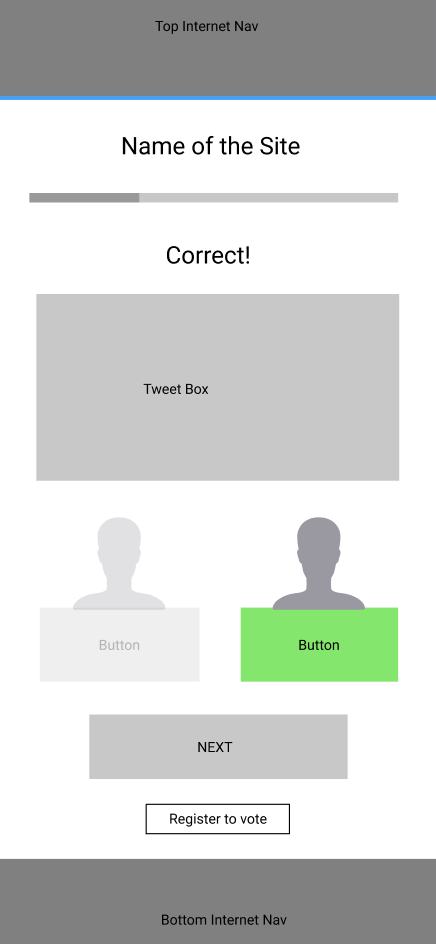 Top Internet Nav
Name of the Site
Correct!
Tweet Box
Button
Button
NEXT
Register to vote
Bottom Internet Nav